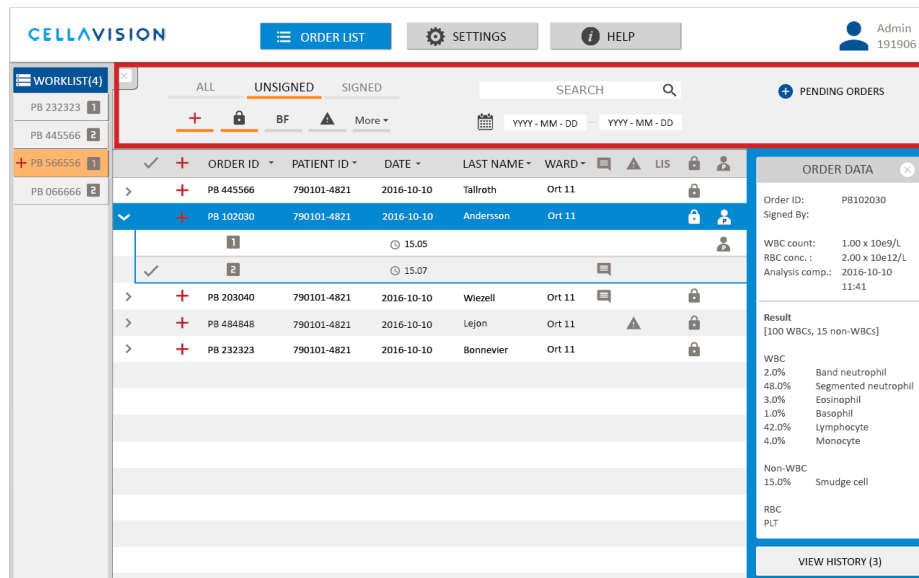 CELLAVISION
ORDER LIST
SETTINGS
HELP
Admin
191906
WORKLIST(4)
PB 232323 1
PB 445566 2
PB 566556 1
PB 066666 2
ALL UNSIGNED SIGNED
BF More
SEARCH
YYYY - MM - DD YYYY - MM - DD
PENDING ORDERS
ORDER ID PATIENT ID DATE LAST NAME WARD LIS P
PB 445566 790101-4821 2016-10-10 Tallroth Ort 11
PB 102030 790101-4821 2016-10-10 Andersson Ort 11 P
1 15.05 P
2 15.07
PB 203040 790101-4821 2016-10-10 Wiezell Ort 11
PB 484848 790101-4821 2016-10-10 Lejon Ort 11
PB 232323 790101-4821 2016-10-10 Bonnevier Ort 11
ORDER DATA
Order ID: PB102030
Signed By:
WBC count: 1.00 x 10e9/L
RBC conc. : 2.00 x 10e12/L
Analysis comp.: 2016-10-10
11:41
Result
[100 WBCs, 15 non-WBCs]
WBC
2.0% Band neutrophil
48.0% Segmented neutrophil
3.0% Eosinophil
1.0% Basophil
42.0% Lymphocyte
4.0% Monocyte
Non-WBC
15.0% Smudge cell
RBC
PLT
VIEW HISTORY (3)